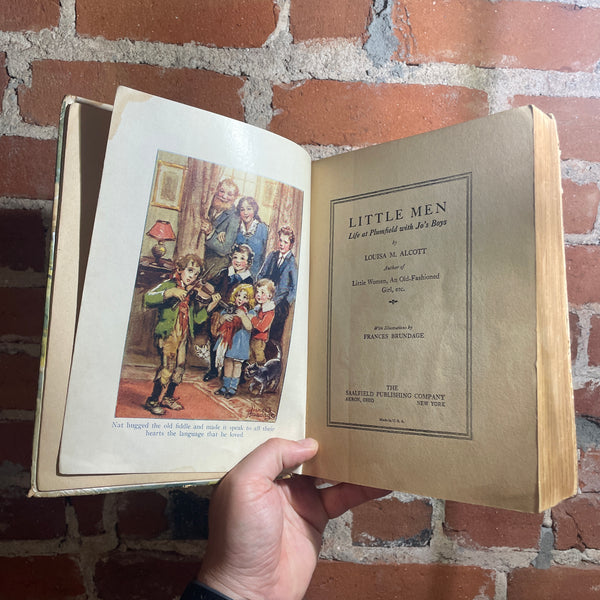 Nat hugged the old fiddle and made it speak to all their
hearts the language that he loved
LITTLE MEN
Life at Plumfield with Jo's Boys
by
LOUISA M. ALCOTT
Author of
Little Women, An Old-Fashioned
Girl, etc.
With Illustrations by
FRANCES BRUNDAGE
THE
SAALFIELD PUBLISHING COMPANY
AKRON, OHIO NEW YORK
Made in U. S. A.